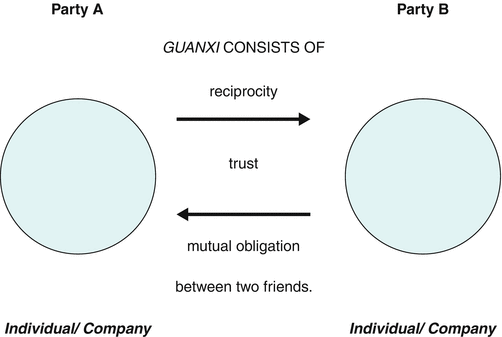 Party A
Party B
GUANXI CONSISTS OF
reciprocity
trust
mutual obligation
between two friends.
Individual/ Company
Individual/ Company